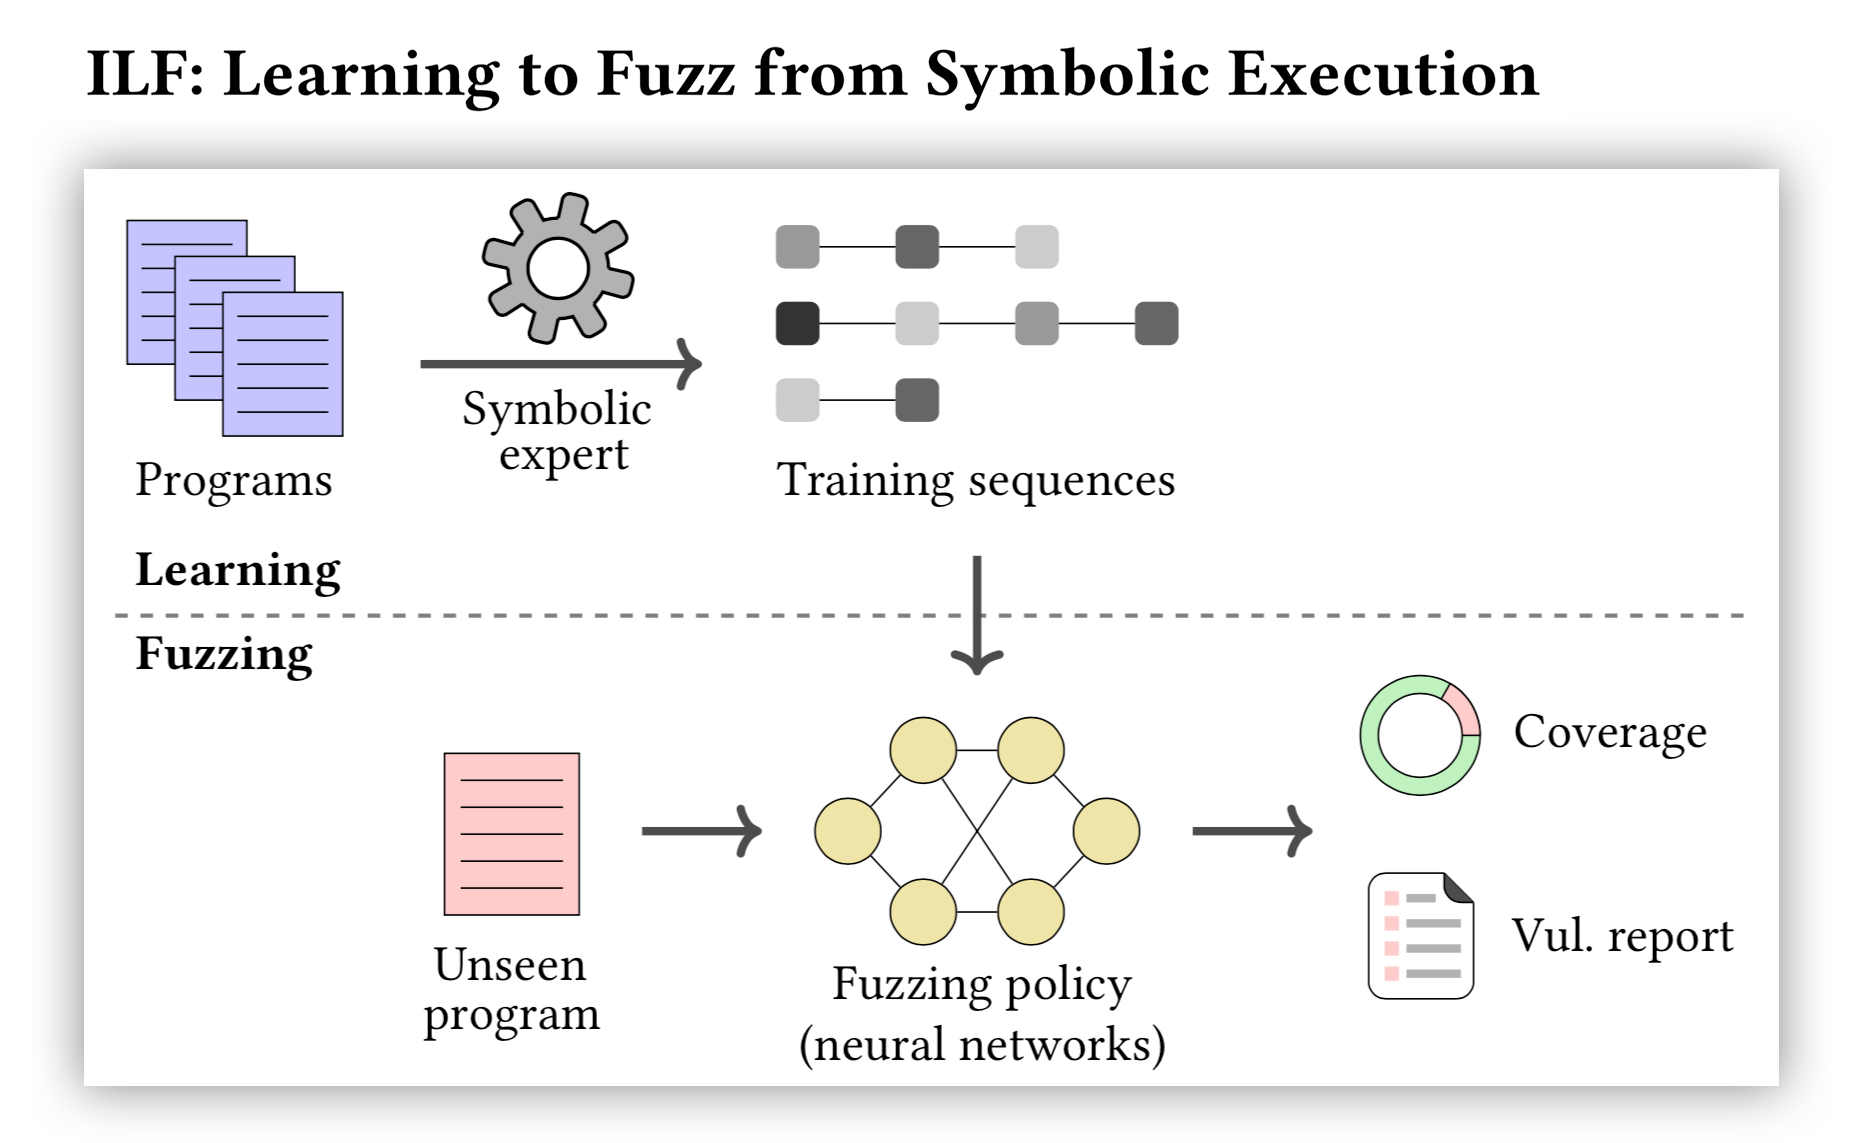 ILF: Learning to Fuzz from Symbolic Execution
Symbolic
expert
Programs
Training sequences
Learning
Fuzzing
Coverage
Vul. report
Unseen
program
Fuzzing policy
(neural networks)